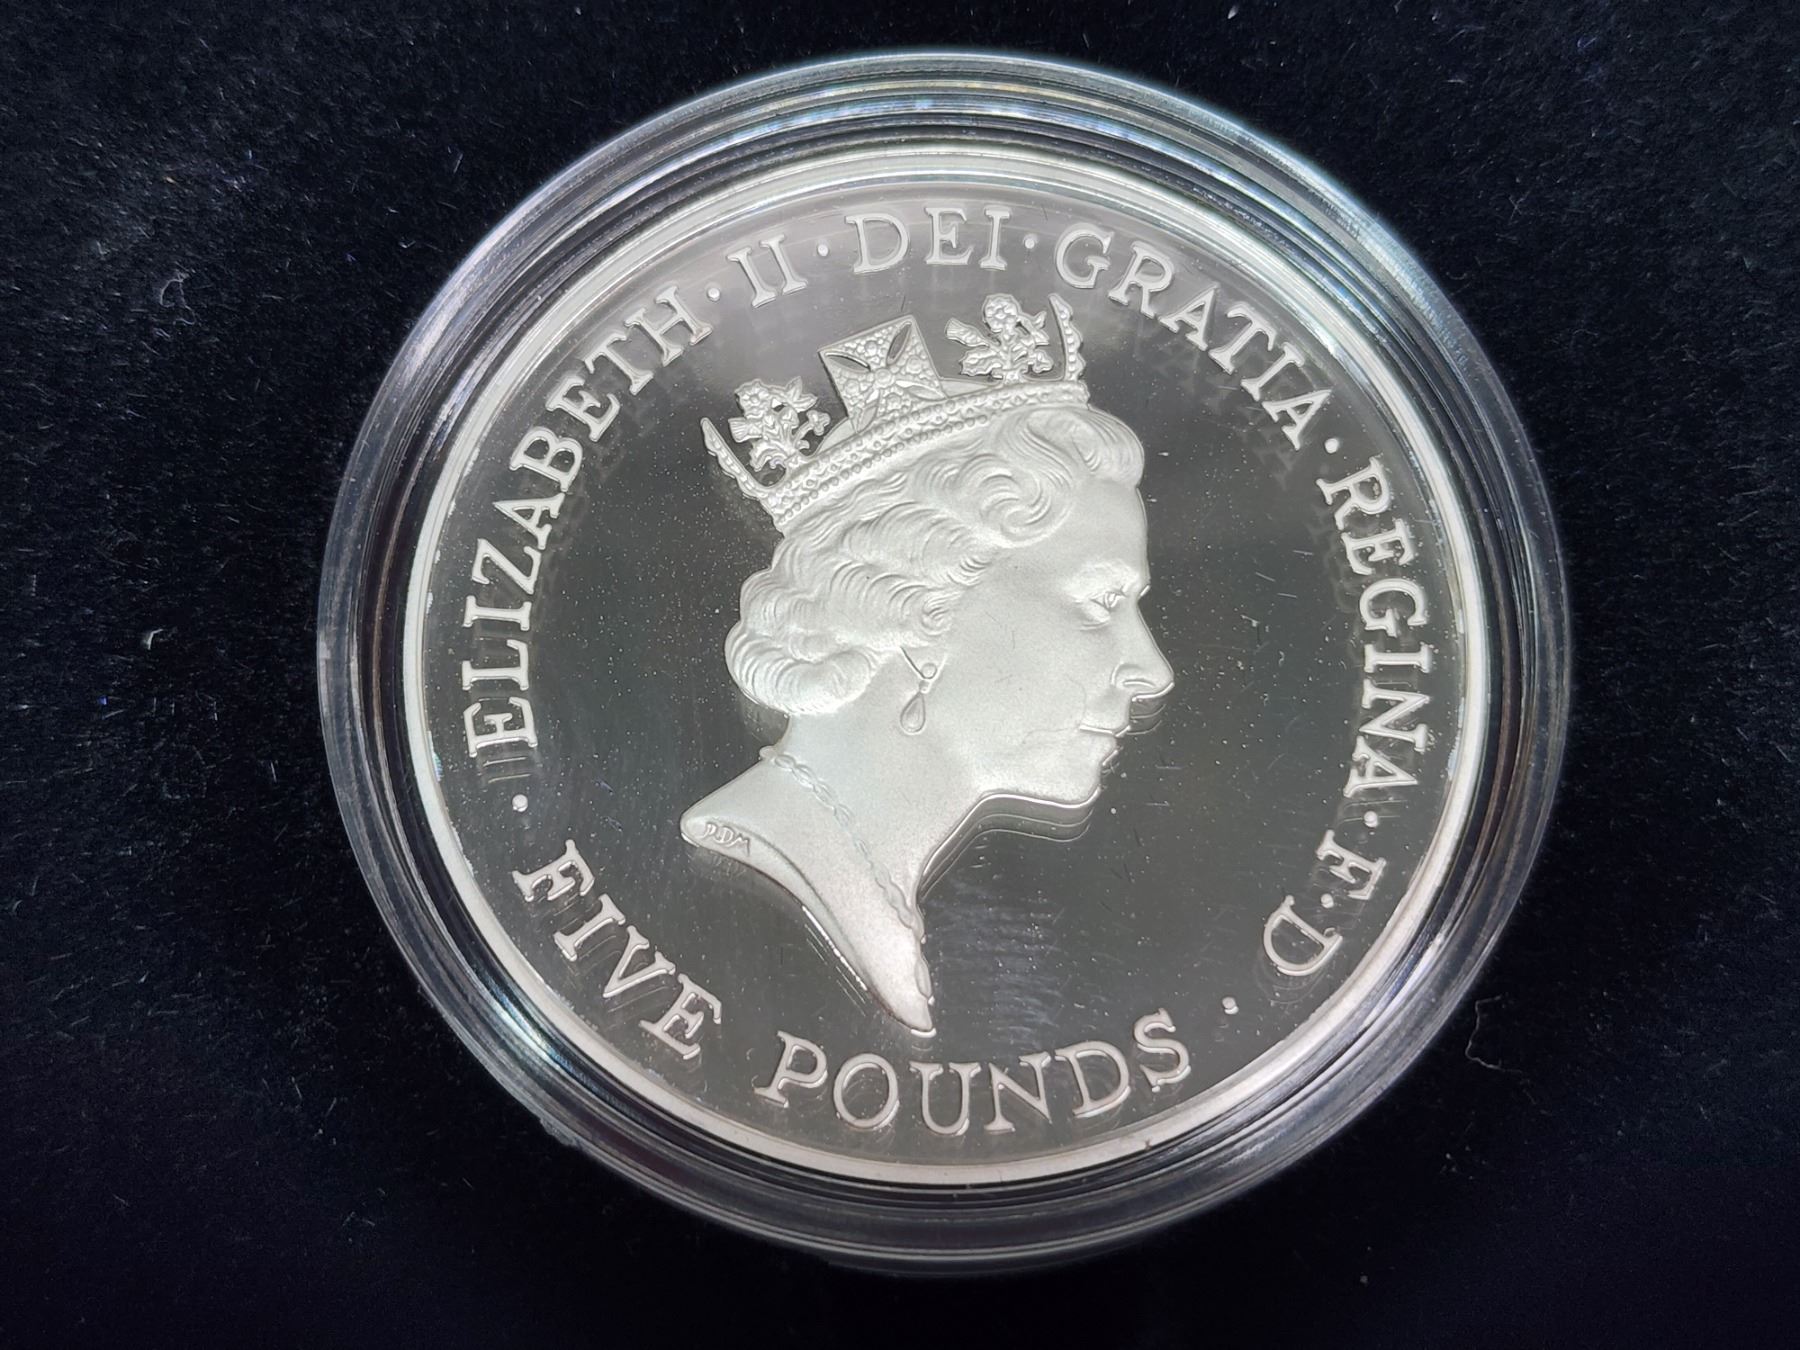 · ELIZABETH · II · DEI · GRATIA · REGINA · F · D ·
FIVE POUNDS
RDM